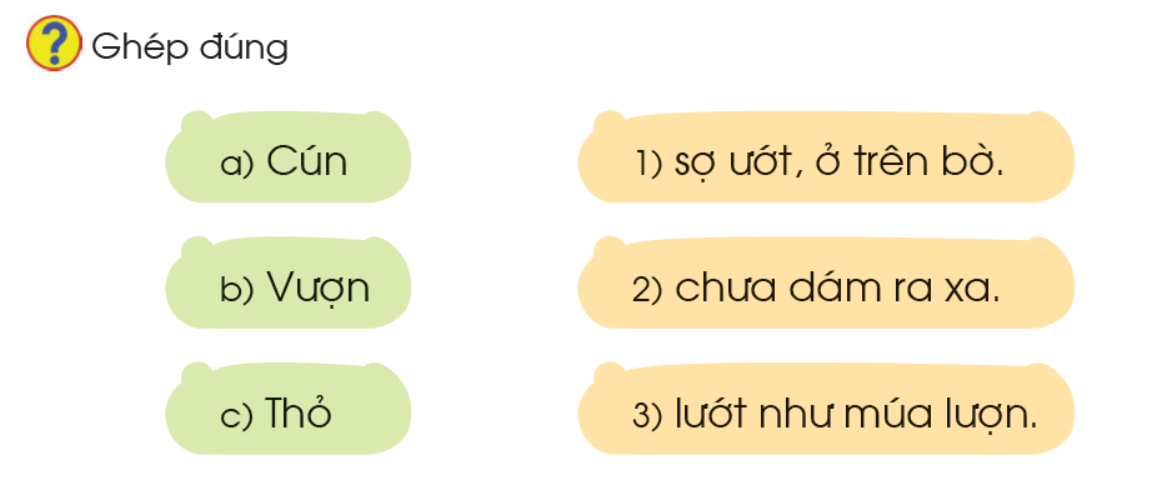 ? Ghép đúng
a) Cún
1) sợ ướt, ở trên bờ.
b) Vượn
2) chưa dám ra xa.
c) Thỏ
3) lướt như múa lượn.